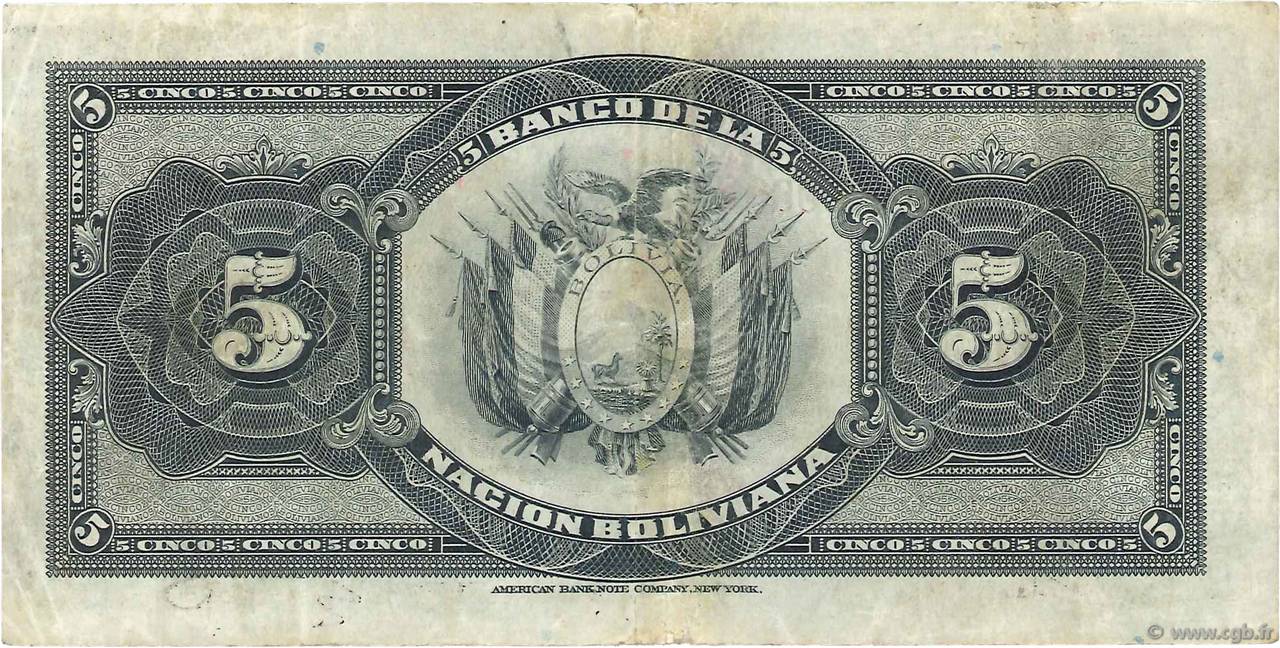 5 CINCO 5 CINCO 5 CINCO
CINCO 5 CINCO 5 CINCO 5
5
5
CINCO
CINCO
5 BANCO DE LA 5
BOLIVIA
5
5
CINCO
CINCO
NACION BOLIVIANA
5
5
5 CINCO 5 CINCO 5 CINCO
CINCO 5 CINCO 5 CINCO 5
AMERICAN BANK NOTE COMPANY, NEW YORK.
© www.cgb.fr